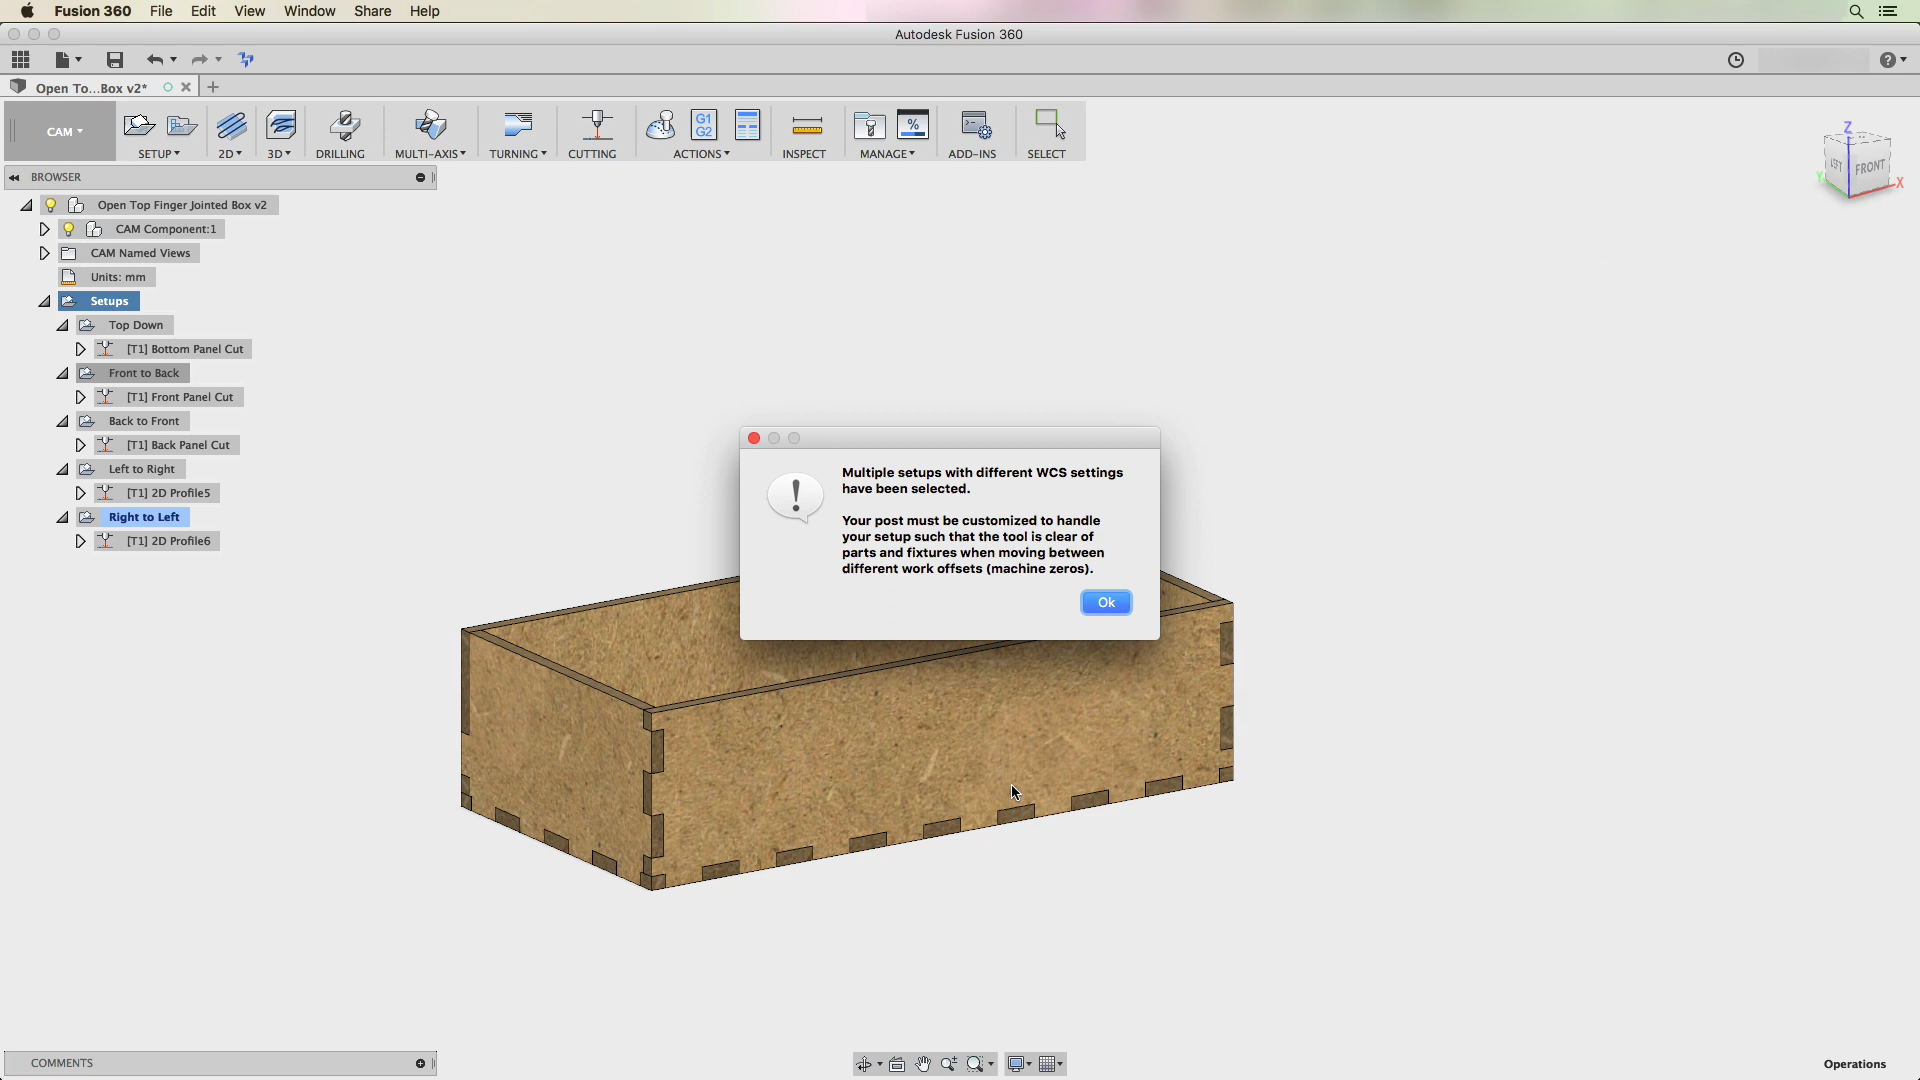 Fusion 360 File Edit View Window Share Help
Autodesk Fusion 360
Open To...Box v2*
CAM
G1
G2
%
SETUP 2D 3D DRILLING MULTI-AXIS TURNING CUTTING ACTIONS INSPECT MANAGE ADD-INS SELECT
BROWSER
Open Top Finger Jointed Box v2
CAM Component:1
CAM Named Views
Units: mm
Setups
Top Down
[T1] Bottom Panel Cut
Front to Back
[T1] Front Panel Cut
Back to Front
[T1] Back Panel Cut
Left to Right
[T1] 2D Profile5
Right to Left
[T1] 2D Profile6
Z
LEFT FRONT
Y X
Multiple setups with different WCS settings
have been selected.
Your post must be customized to handle
your setup such that the tool is clear of
parts and fixtures when moving between
different work offsets (machine zeros).
Ok
COMMENTS
Operations